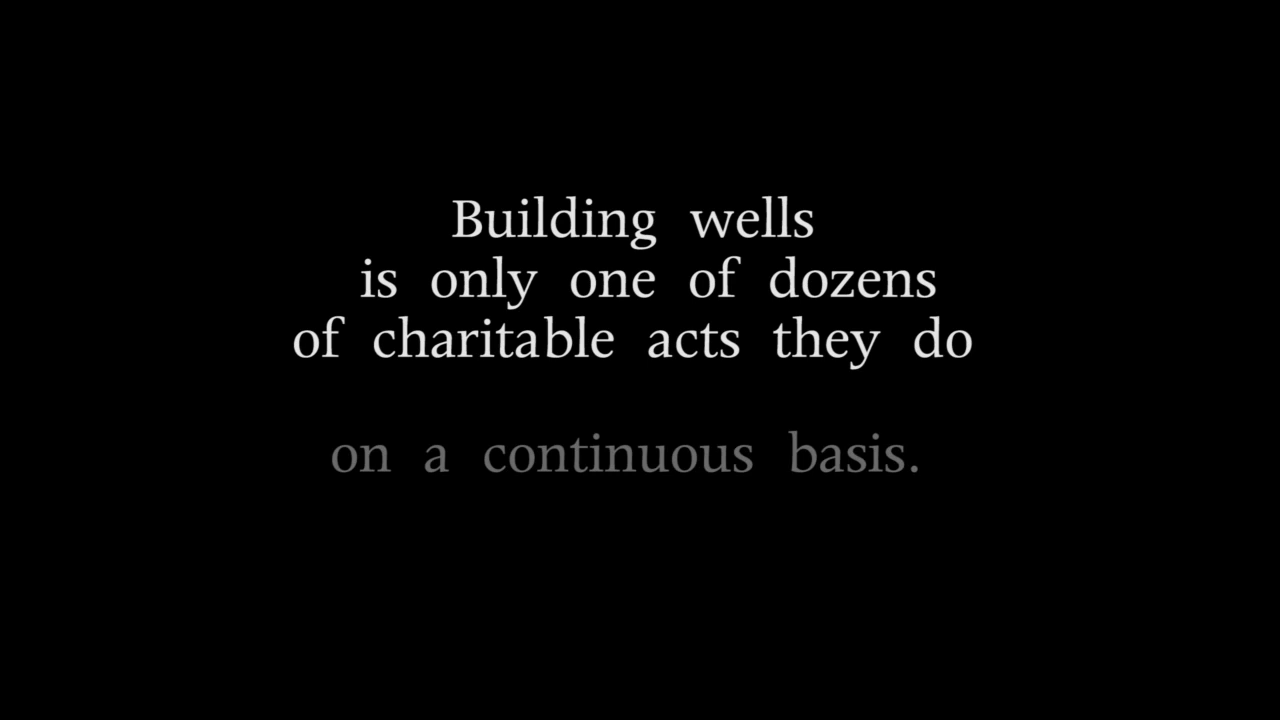 Building wells
is only one of dozens
of charitable acts they do
on a continuous basis.